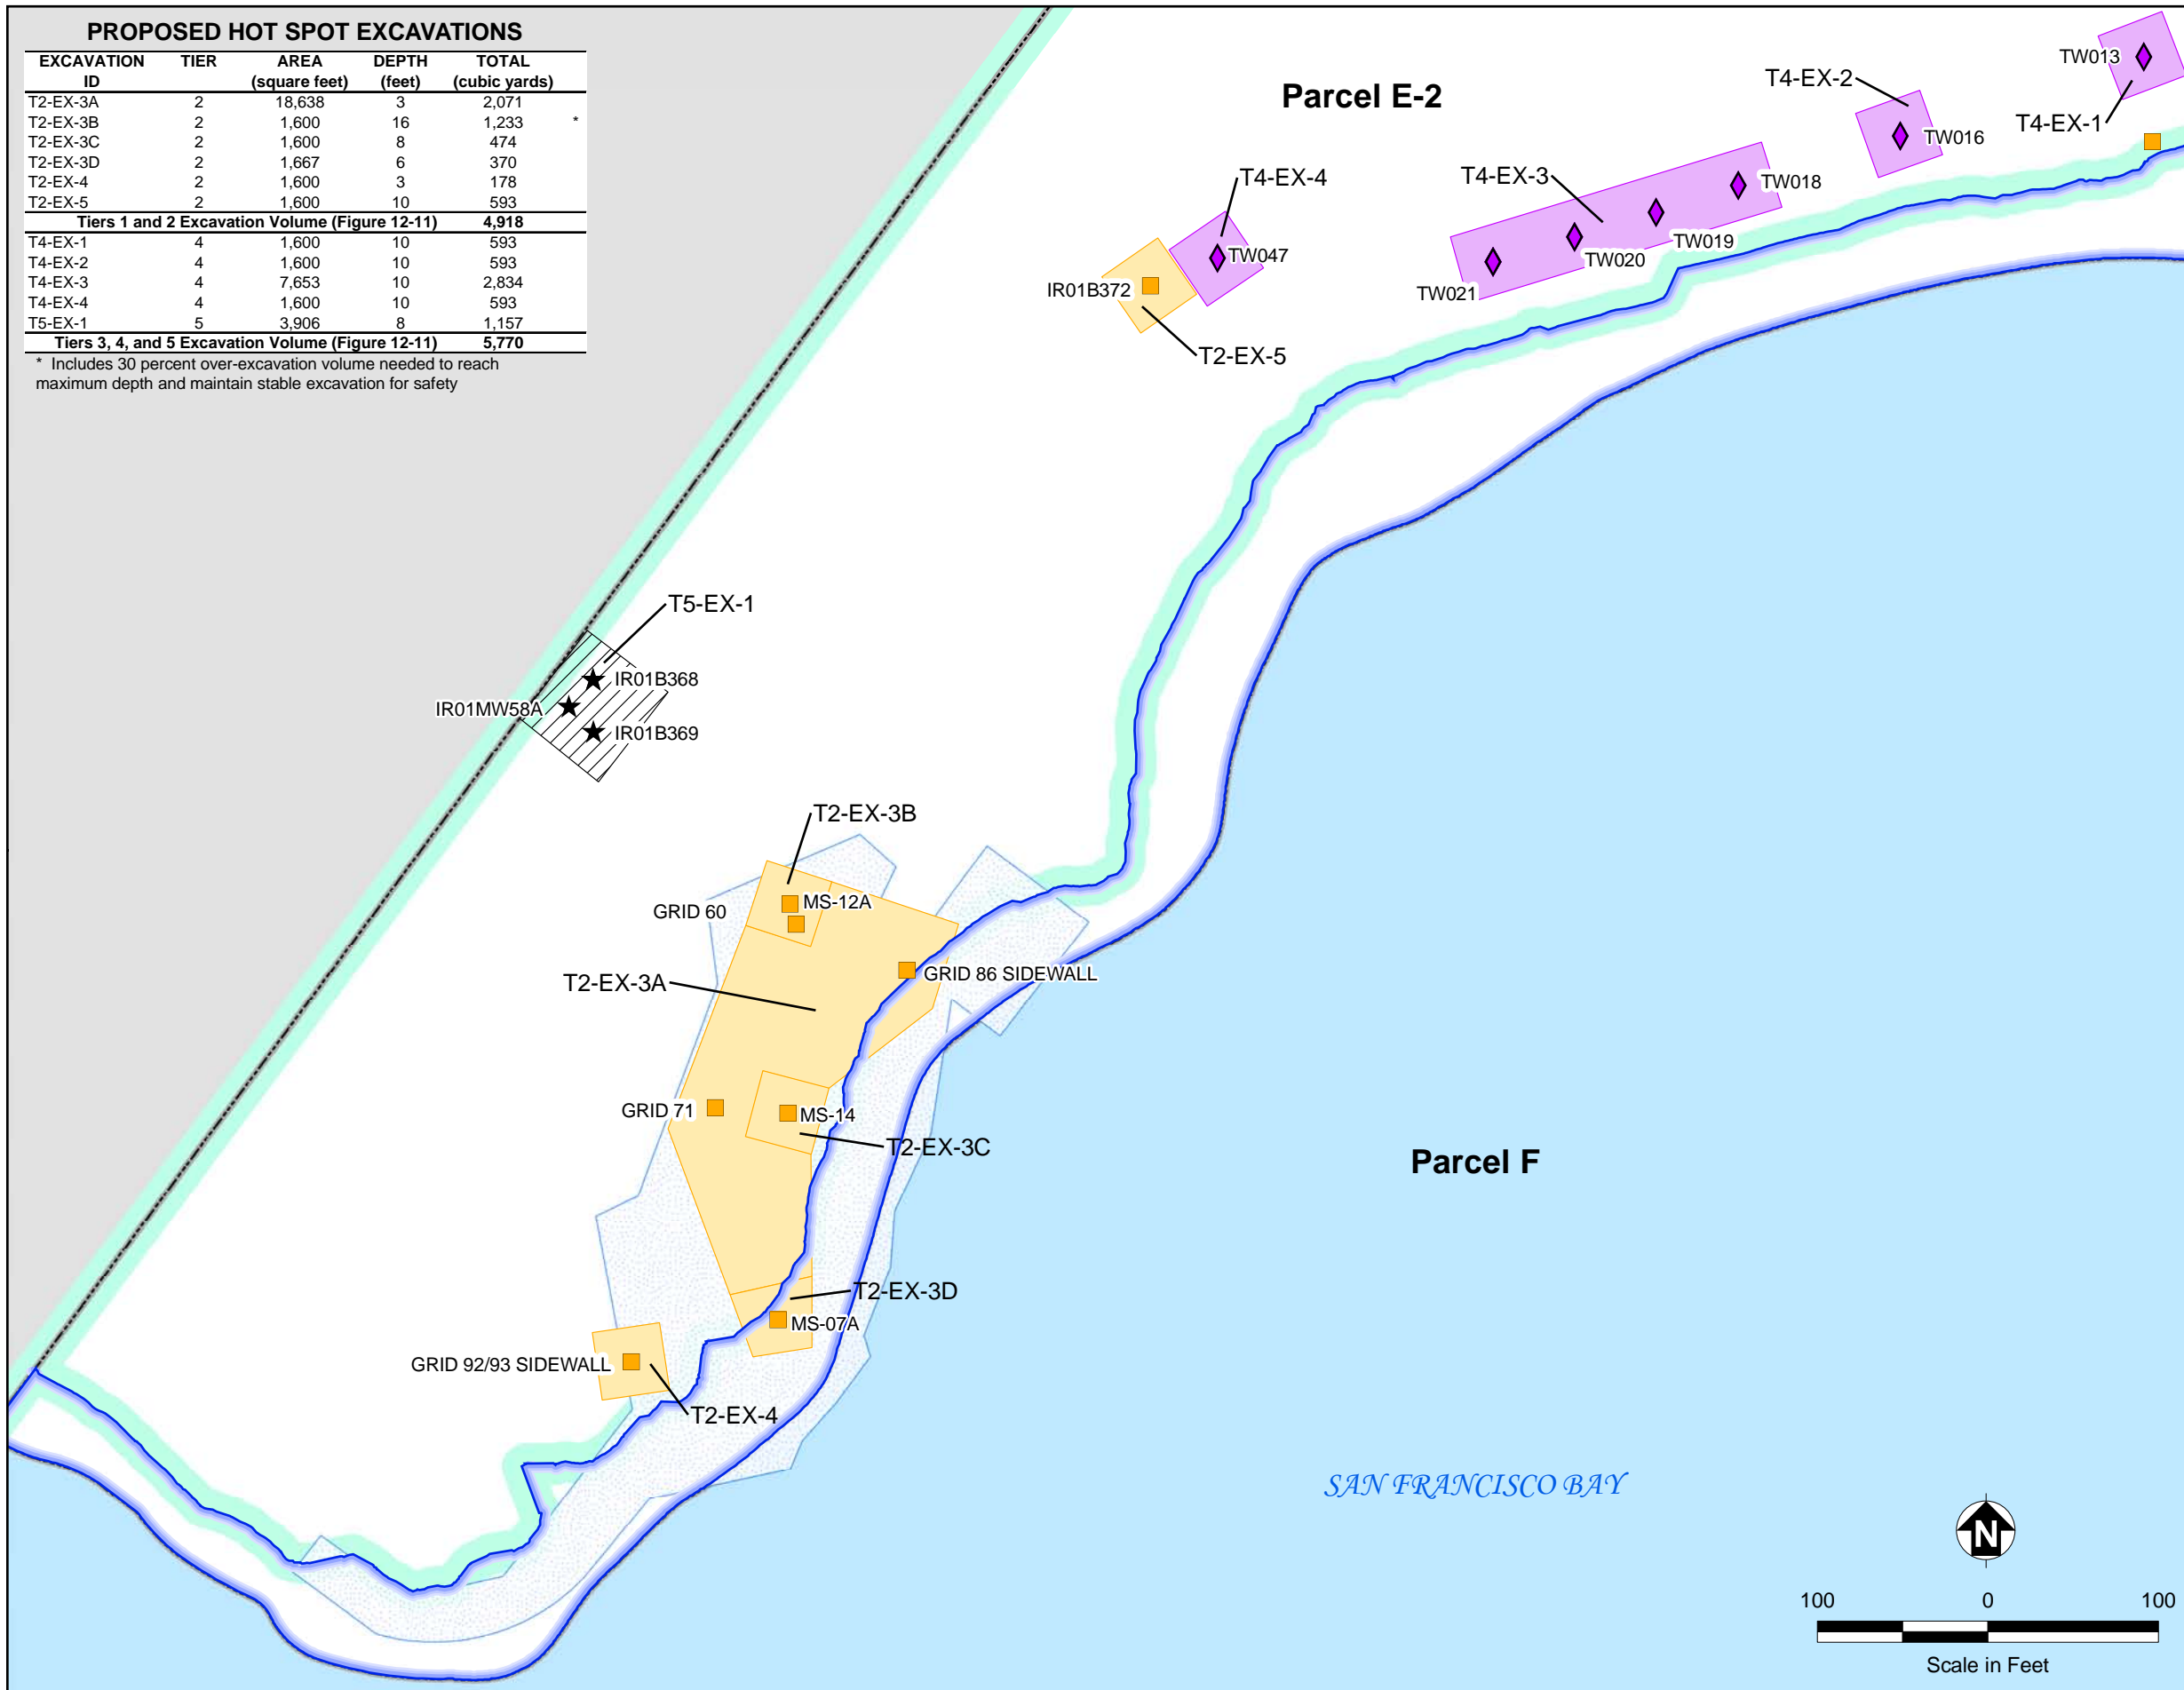 PROPOSED HOT SPOT EXCAVATIONS
EXCAVATION TIER AREA DEPTH TOTAL
ID (square feet) (feet) (cubic yards)
T2-EX-3A 2 18,638 3 2,071
T2-EX-3B 2 1,600 16 1,233 *
T2-EX-3C 2 1,600 8 474
T2-EX-3D 2 1,667 6 370
T2-EX-4 2 1,600 3 178
T2-EX-5 2 1,600 10 593
Tiers 1 and 2 Excavation Volume (Figure 12-11) 4,918
T4-EX-1 4 1,600 10 593
T4-EX-2 4 1,600 10 593
T4-EX-3 4 7,653 10 2,834
T4-EX-4 4 1,600 10 593
T5-EX-1 5 3,906 8 1,157
Tiers 3, 4, and 5 Excavation Volume (Figure 12-11) 5,770
* Includes 30 percent over-excavation volume needed to reach
maximum depth and maintain stable excavation for safety
Parcel E-2
TW013
T4-EX-2
T4-EX-1
TW016
T4-EX-3
T4-EX-4
TW018
TW019
TW047
TW020
IR01B372
TW021
T2-EX-5
T5-EX-1
IR01B368
IR01MW58A
IR01B369
T2-EX-3B
MS-12A
GRID 60
GRID 86 SIDEWALL
T2-EX-3A
GRID 71
MS-14
T2-EX-3C
Parcel F
T2-EX-3D
MS-07A
GRID 92/93 SIDEWALL
T2-EX-4
SAN FRANCISCO BAY
N
100 0 100
Scale in Feet